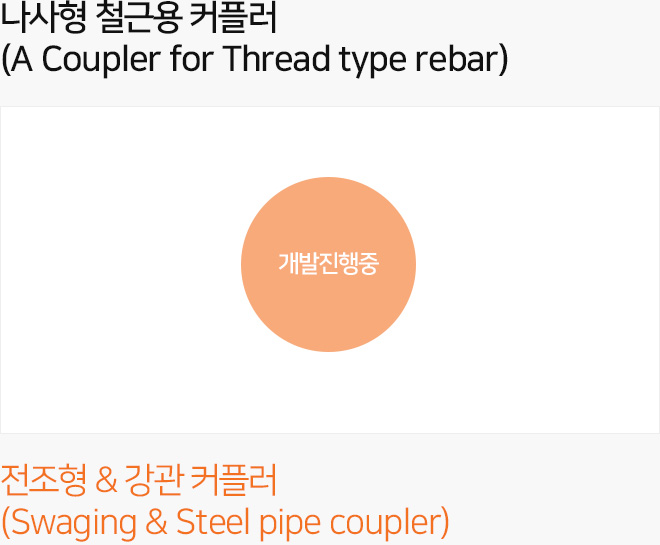 나사형 철근용 커플러
(A Coupler for Thread type rebar)
개발진행중
전조형 & 강관 커플러
(Swaging & Steel pipe coupler)